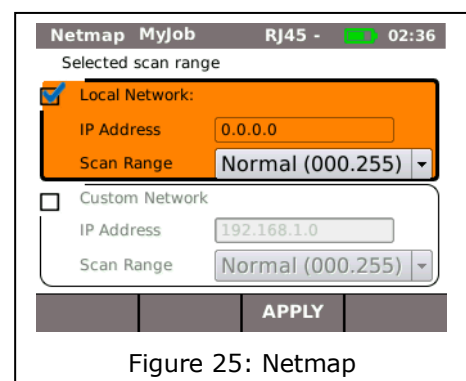 Netmap MyJob RJ45 - 02:36
Selected scan range
Local Network:
IP Address 0.0.0.0
Scan Range Normal (000.255)
Custom Network
IP Address 192.168.1.0
Scan Range Normal (000.255)
APPLY
Figure 25: Netmap